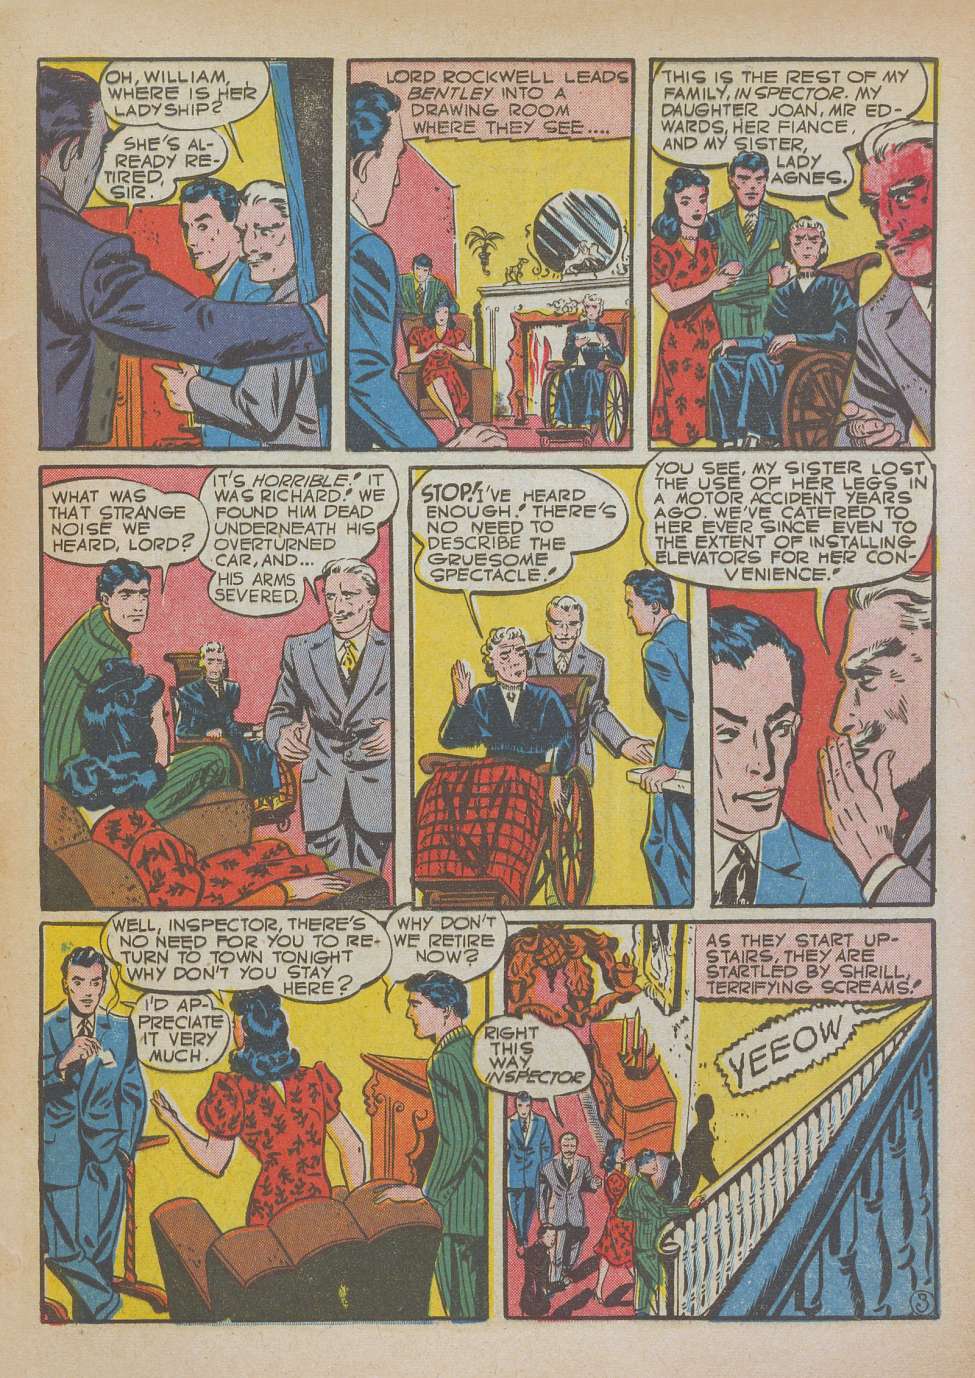 OH, WILLIAM,
WHERE IS HER
LADYSHIP?
SHE'S AL-
READY RE-
TIRED,
SIR.
LORD ROCKWELL LEADS
BENTLEY INTO A
DRAWING ROOM
WHERE THEY SEE....
THIS IS THE REST OF MY
FAMILY, INSPECTOR. MY
DAUGHTER JOAN, MR ED-
WARDS, HER FIANCE,
AND MY SISTER,
LADY
AGNES.
WHAT WAS
THAT STRANGE
NOISE WE
HEARD, LORD?
IT'S HORRIBLE! IT
WAS RICHARD! WE
FOUND HIM DEAD
UNDERNEATH HIS
OVERTURNED
CAR, AND...
HIS ARMS
SEVERED.
STOP! I'VE HEARD
ENOUGH! THERE'S
NO NEED TO
DESCRIBE THE
GRUESOME
SPECTACLE!
YOU SEE, MY SISTER LOST
THE USE OF HER LEGS IN
A MOTOR ACCIDENT YEARS
AGO. WE'VE CATERED TO
HER EVER SINCE EVEN TO
THE EXTENT OF INSTALLING
ELEVATORS FOR HER CON-
VENIENCE!
WELL, INSPECTOR, THERE'S
NO NEED FOR YOU TO RE-
TURN TO TOWN TONIGHT
WHY DON'T YOU STAY
HERE?
I'D AP-
PRECIATE
IT VERY
MUCH.
WHY DON'T
WE RETIRE
NOW?
RIGHT
THIS
WAY
INSPECTOR
AS THEY START UP-
STAIRS, THEY ARE
STARTLED BY SHRILL,
TERRIFYING SCREAMS!
YEEOW
3